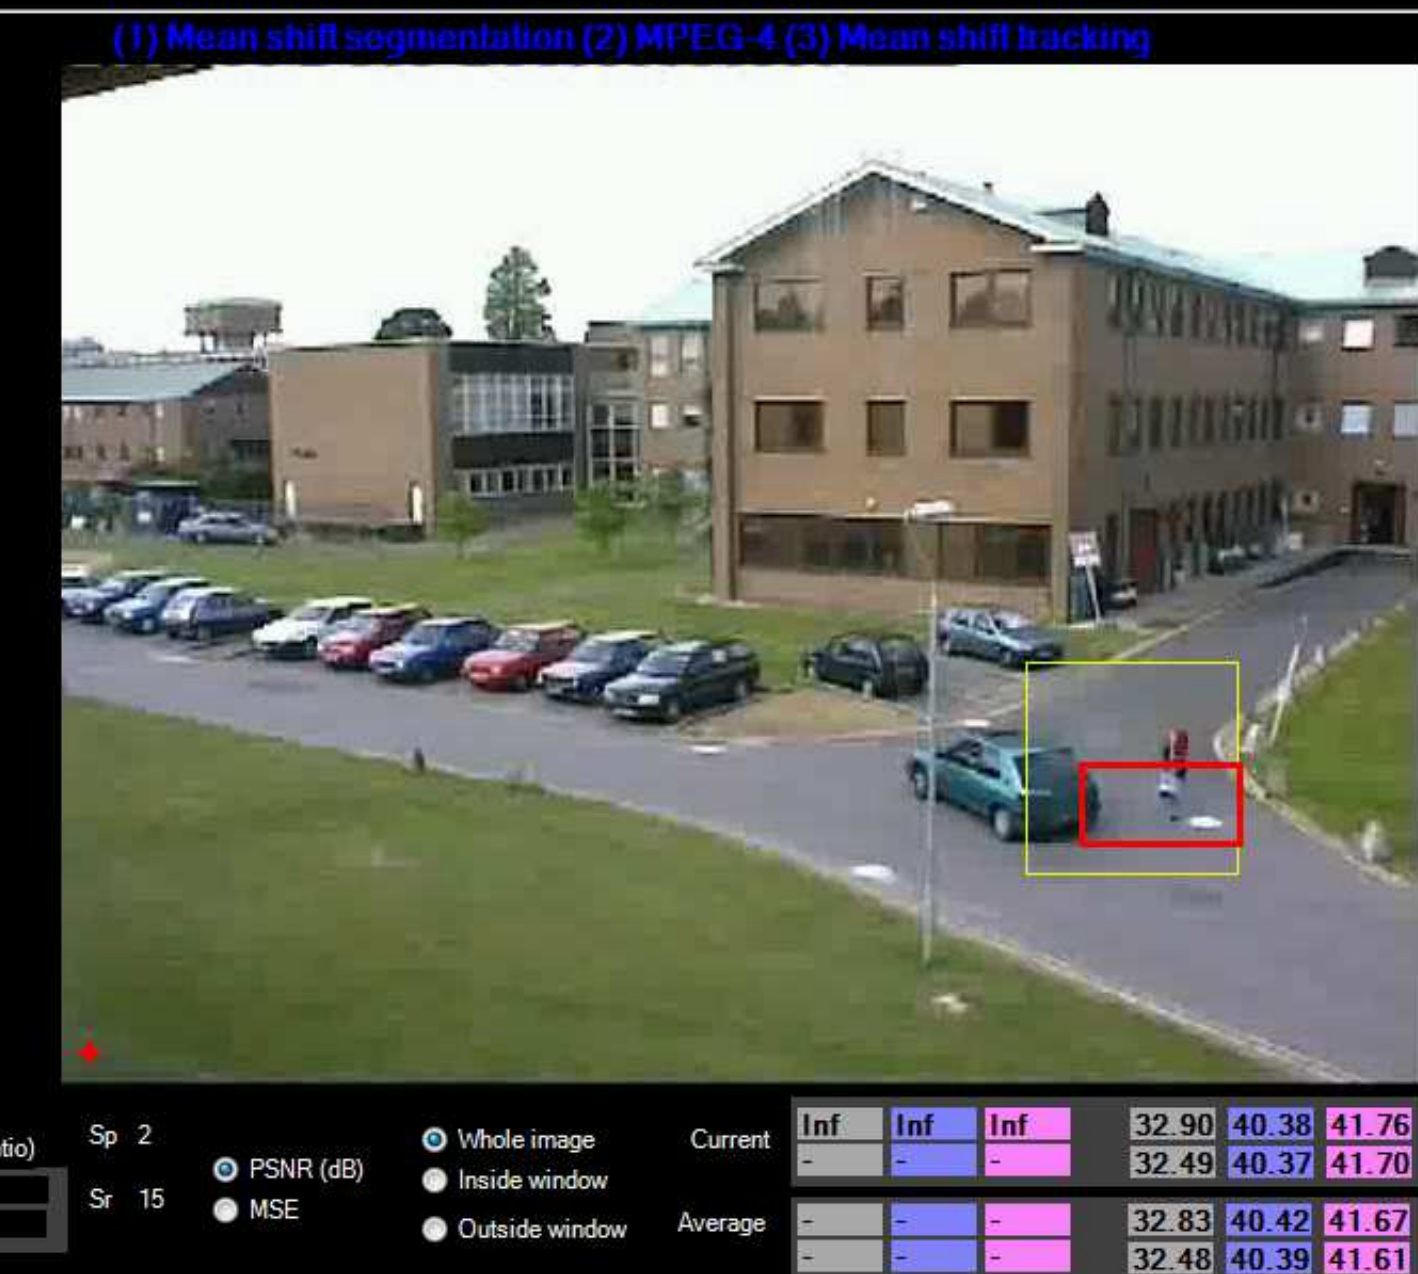 (1) Mean shift segmentation (2) MPEG-4 (3) Mean shift tracking
tio)
Sp 2
Sr 15
PSNR (dB)
MSE
Whole image
Inside window
Outside window
Current
Inf Inf Inf 32.90 40.38 41.76
- - - 32.49 40.37 41.70
Average
- - - 32.83 40.42 41.67
- - - 32.48 40.39 41.61